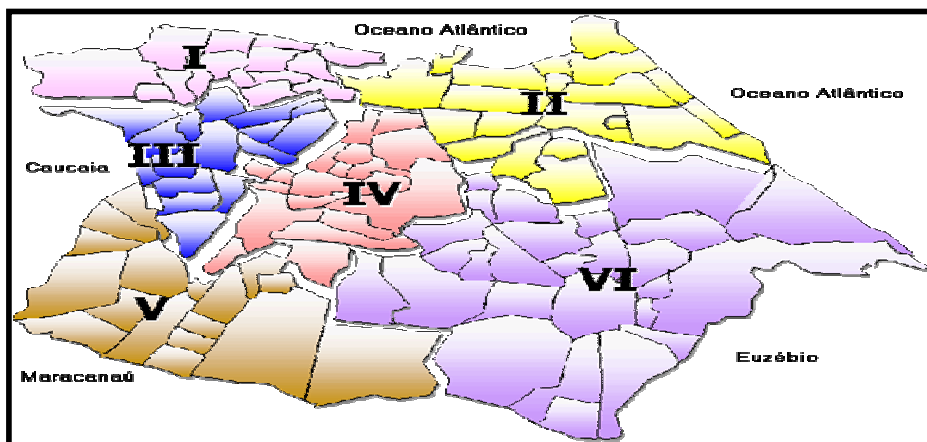 Oceano Atlântico
I
Oceano Atlântico
II
Caucaia
III
IV
VI
V
Euzébio
Maracanaú